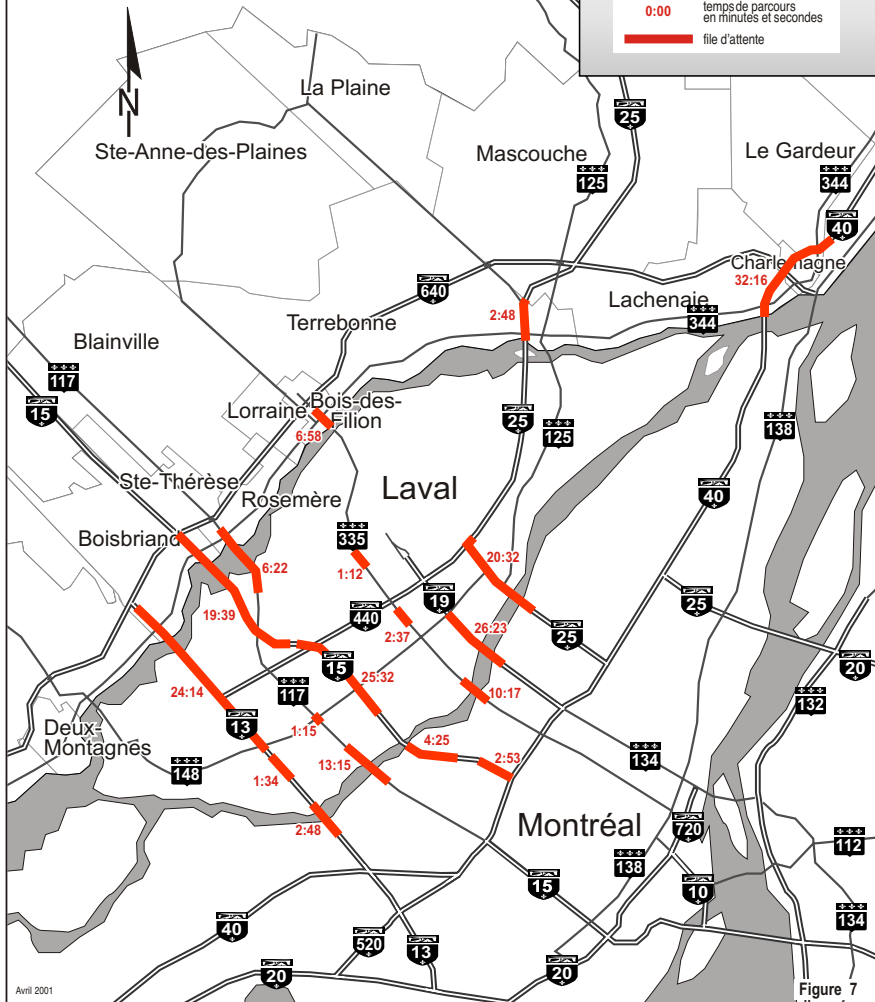 0:00
temps de parcours
en minutes et secondes
file d'attente
N
La Plaine
25
Ste-Anne-des-Plaines
Mascouche
Le Gardeur
125
344
40
Charlemagne
32:16
640
Lachenaie
344
2:48
Terrebonne
Blainville
117
15
Lorraine
Bois-des-
Filion
6:58
25
125
138
Ste-Thérèse
Rosemère
Laval
40
Boisbriand
335
6:22
1:12
20:32
19
440
19:39
2:37
26:23
25
25
15
25:32
20
24:14
117
10:17
132
13
1:15
Deux-
Montagnes
4:25
2:53
134
148
13:15
1:34
2:48
Montréal
720
112
138
15
10
40
520
13
134
20
20
Avril 2001
Figure 7